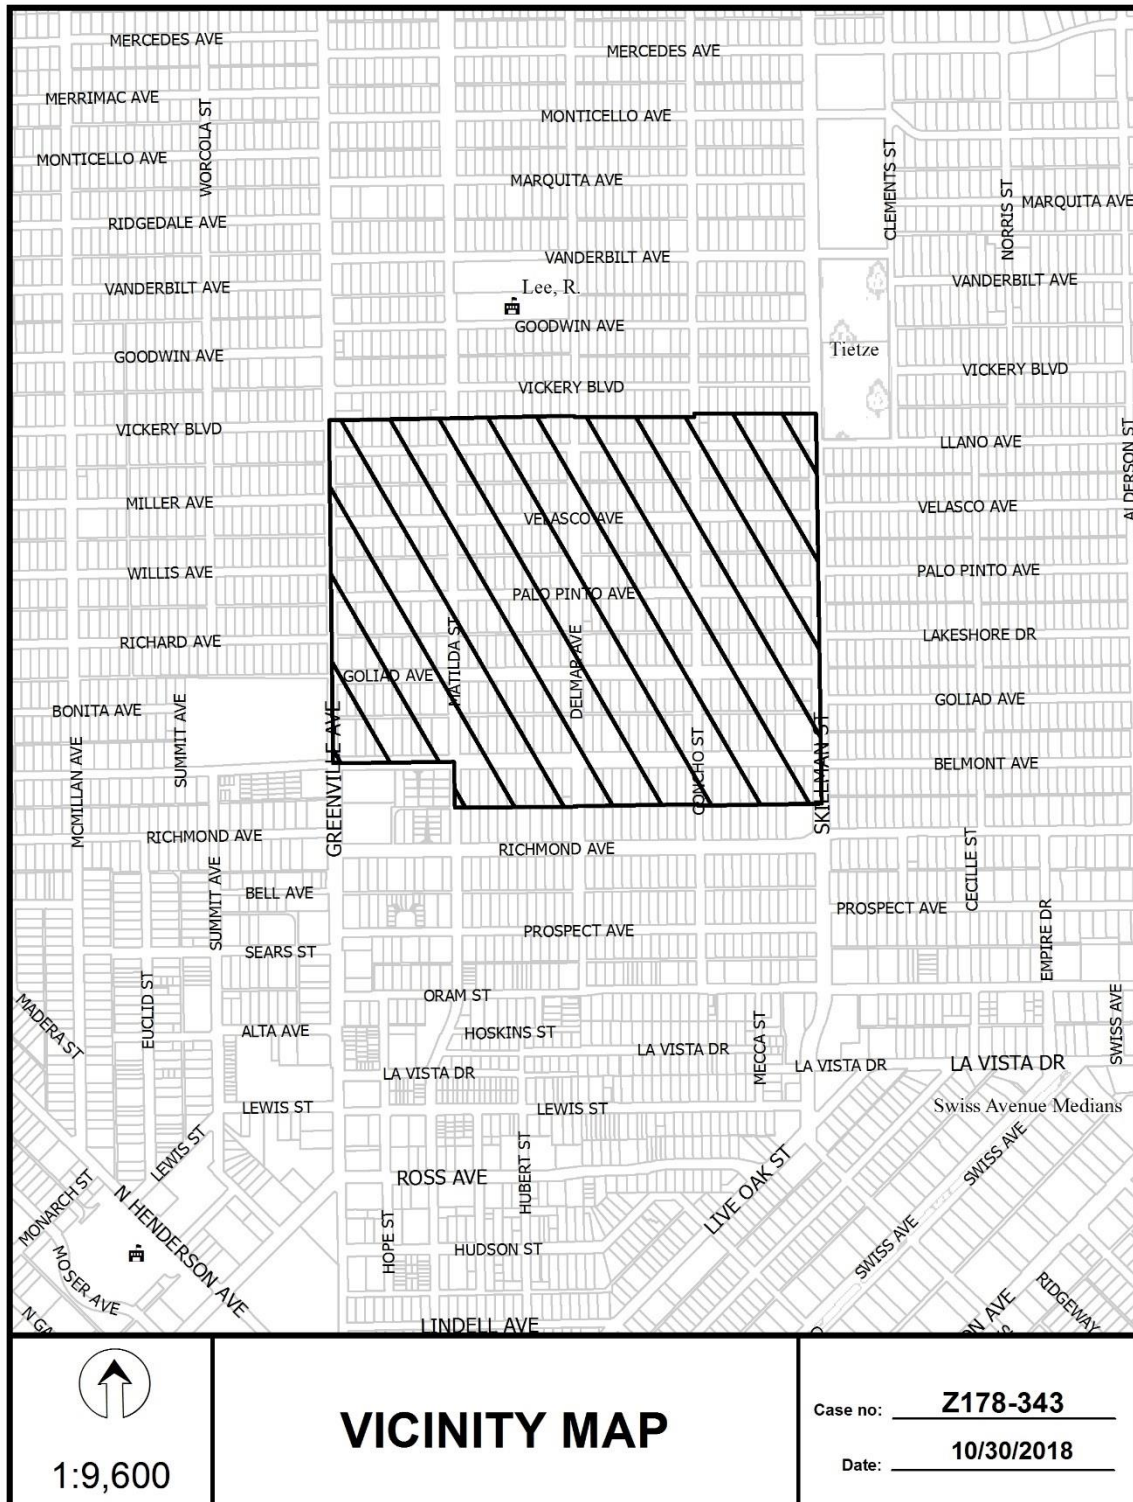 MERCEDES AVE
MERCEDES AVE
MERRIMAC AVE
WORCOLA ST
MONTICELLO AVE
CLEMENTS ST
MONTICELLO AVE
MARQUITA AVE
NORRIS ST
MARQUITA AVE
RIDGEDALE AVE
VANDERBILT AVE
VANDERBILT AVE
VANDERBILT AVE
Lee, R.
GOODWIN AVE
GOODWIN AVE
Tietze
VICKERY BLVD
VICKERY BLVD
VICKERY BLVD
LLANO AVE
ALDERSON ST
MILLER AVE
VELASCO AVE
VELASCO AVE
WILLIS AVE
PALO PINTO AVE
PALO PINTO AVE
RICHARD AVE
MATILDA ST
DELMAR AVE
LAKESHORE DR
GOLIAD AVE
GOLIAD AVE
BONITA AVE
SUMMIT AVE
GREENVILLE AVE
CONCHO ST
SKILLMAN ST
BELMONT AVE
MCMILLAN AVE
RICHMOND AVE
RICHMOND AVE
CECILLE ST
SUMMIT AVE
BELL AVE
PROSPECT AVE
PROSPECT AVE
EMPIRE DR
SEARS ST
EUCLID ST
ORAM ST
MADERA ST
ALTA AVE
HOSKINS ST
MECCA ST
SWISS AVE
LA VISTA DR
LA VISTA DR
LA VISTA DR
LA VISTA DR
LEWIS ST
LEWIS ST
Swiss Avenue Medians
LEWIS ST
SWISS AVE
ROSS AVE
HUBERT ST
LIVE OAK ST
MONARCH ST
N HENDERSON AVE
HOPE ST
HUDSON ST
SWISS AVE
MOSER AVE
RIDGEWAY
ON AVE
N GA
LINDELL AVE
1:9,600
VICINITY MAP
Case no: Z178-343
Date: 10/30/2018